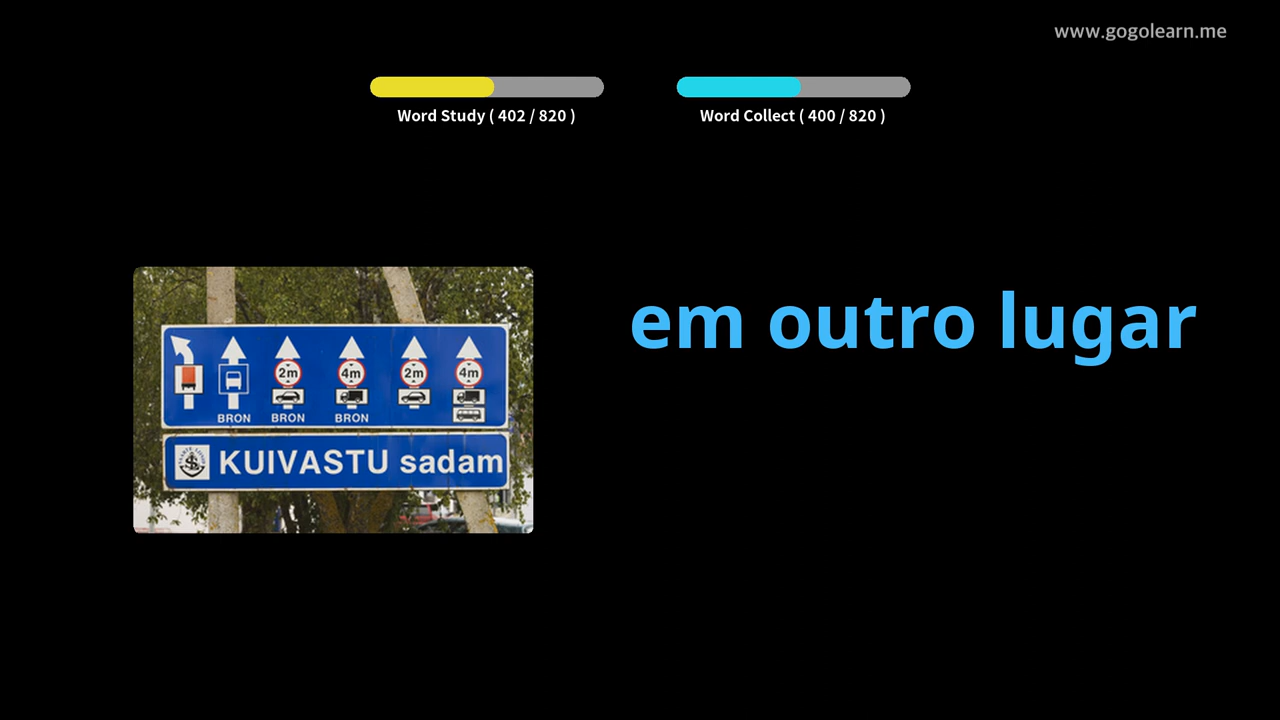 www.gogolearn.me
Word Study ( 402 / 820 )
Word Collect ( 400 / 820 )
em outro lugar
2m
4m
2m
4m
BRON
BRON
BRON
KUIVASTU sadam